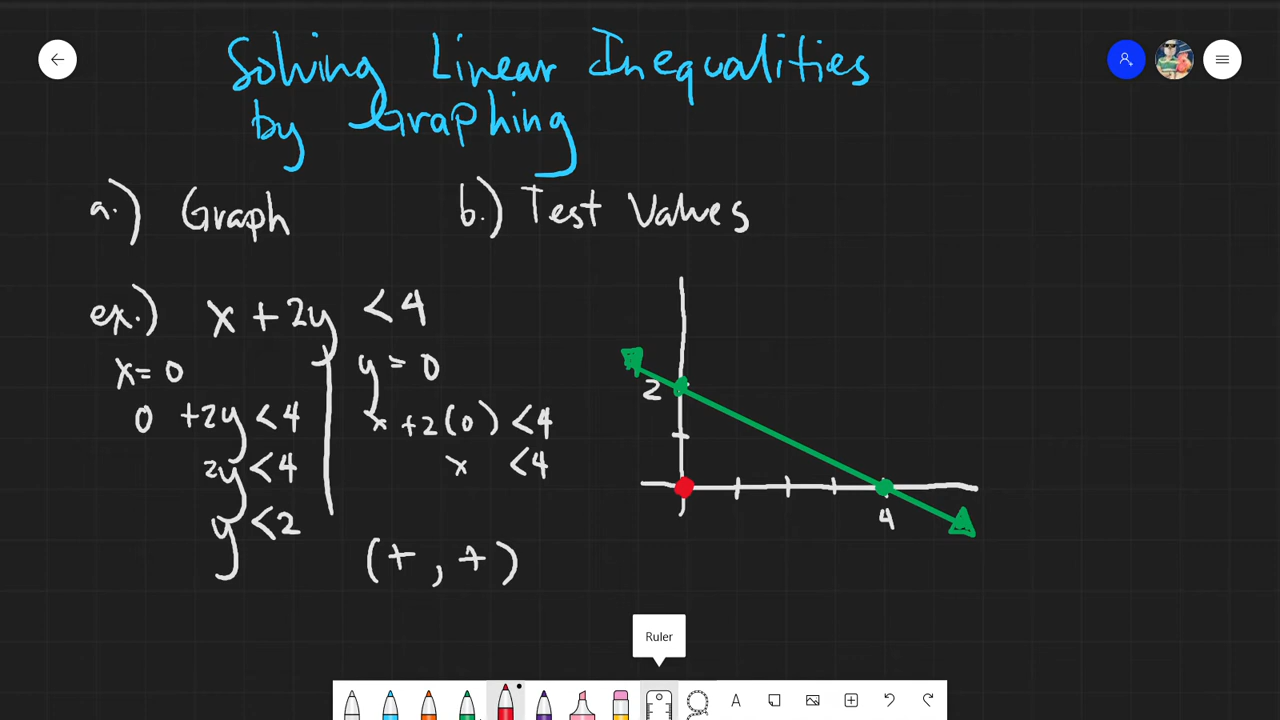 Solving Linear Inequalities
by Graphing
a.) Graph b.) Test Values
ex.) x + 2y < 4
x = 0
0 + 2y < 4
2y < 4
y < 2
y = 0
x + 2(0) < 4
x < 4
(+, +)
2
4
Ruler
A